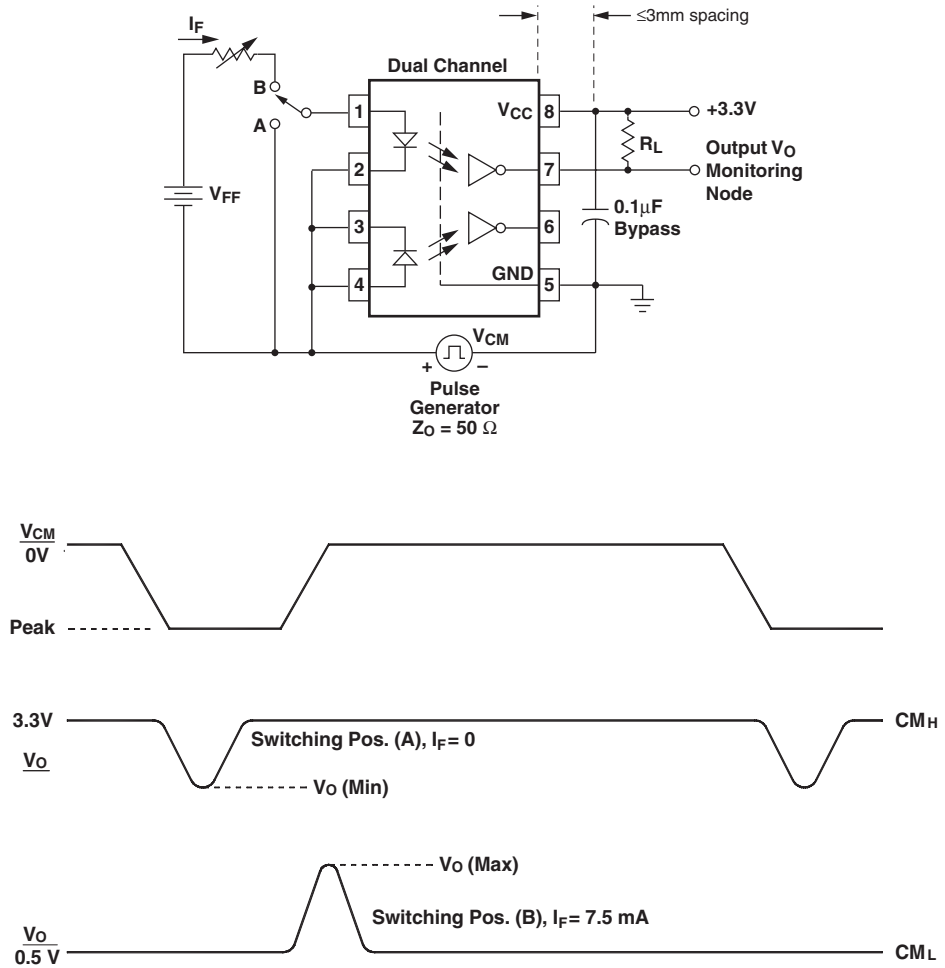 ≤3mm spacing
IF
Dual Channel
B
A
1
VCC
8
+3.3V
RL
Output VO
Monitoring
Node
2
7
VFF
3
6
0.1µF
Bypass
4
GND
5
VCM
+
−
Pulse
Generator
ZO = 50 Ω
VCM
0V
Peak
3.3V
CMH
Switching Pos. (A), IF = 0
VO
VO (Min)
VO (Max)
Switching Pos. (B), IF = 7.5 mA
VO
0.5 V
CML